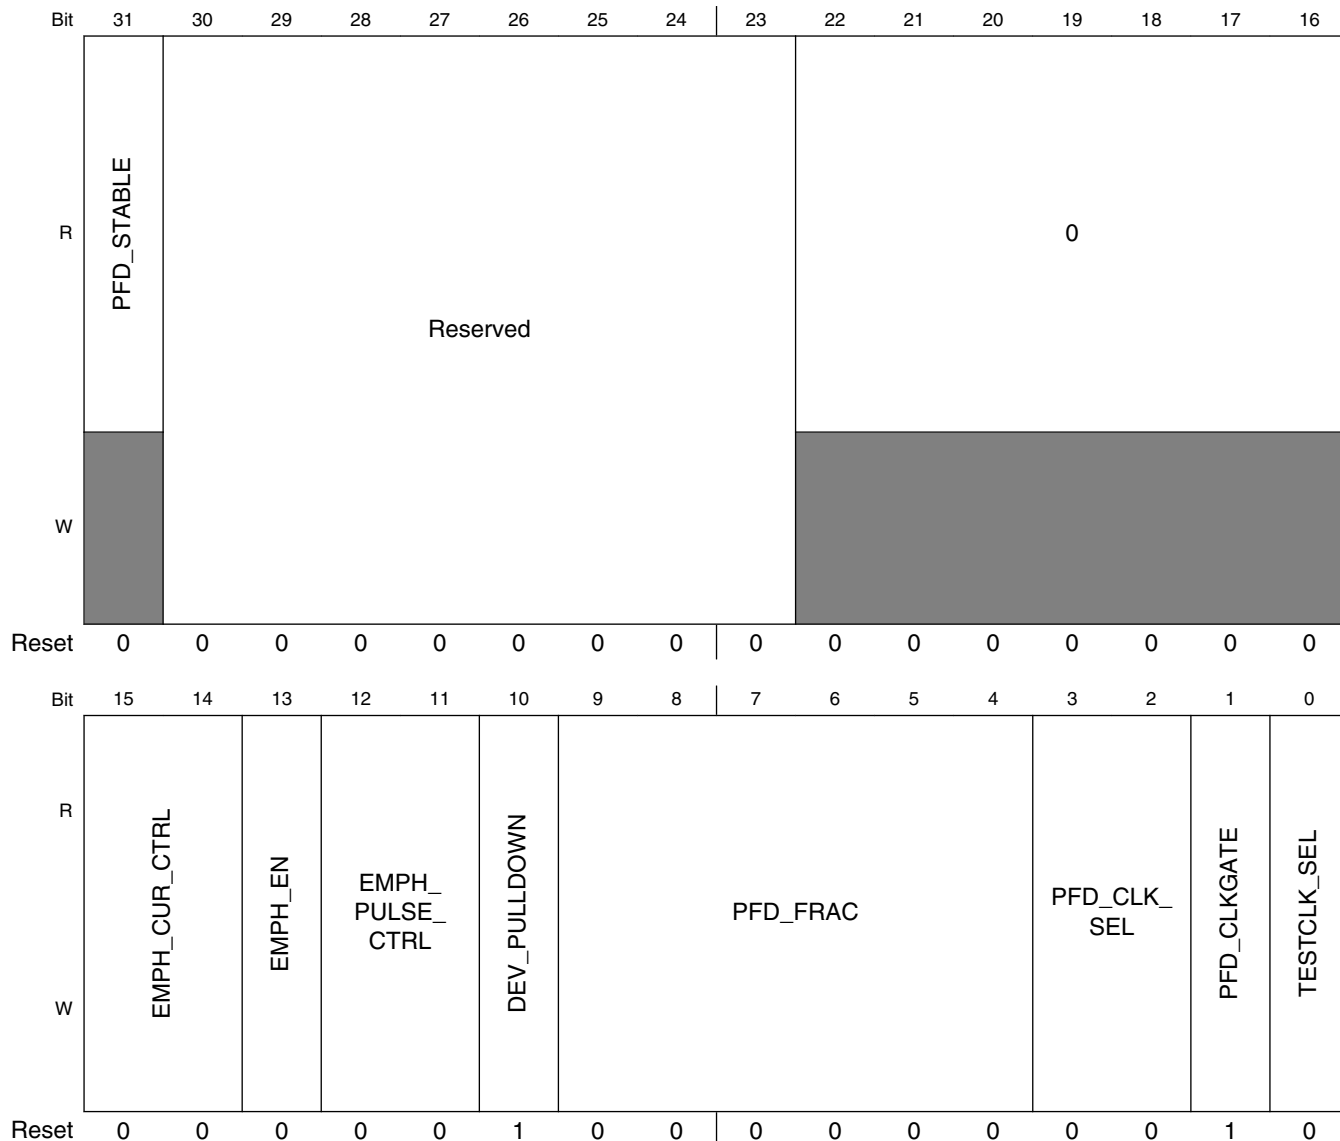 Bit 31 30 29 28 27 26 25 24 23 22 21 20 19 18 17 16
R PFD_STABLE 0
Reserved
W
Reset 0 0 0 0 0 0 0 0 0 0 0 0 0 0 0 0
Bit 15 14 13 12 11 10 9 8 7 6 5 4 3 2 1 0
R
EMPH_CUR_CTRL
EMPH_EN
EMPH_
PULSE_
CTRL
DEV_PULLDOWN
PFD_FRAC
PFD_CLK_
SEL
PFD_CLKGATE
TESTCLK_SEL
W
Reset 0 0 0 0 0 1 0 0 0 0 0 0 0 0 1 0